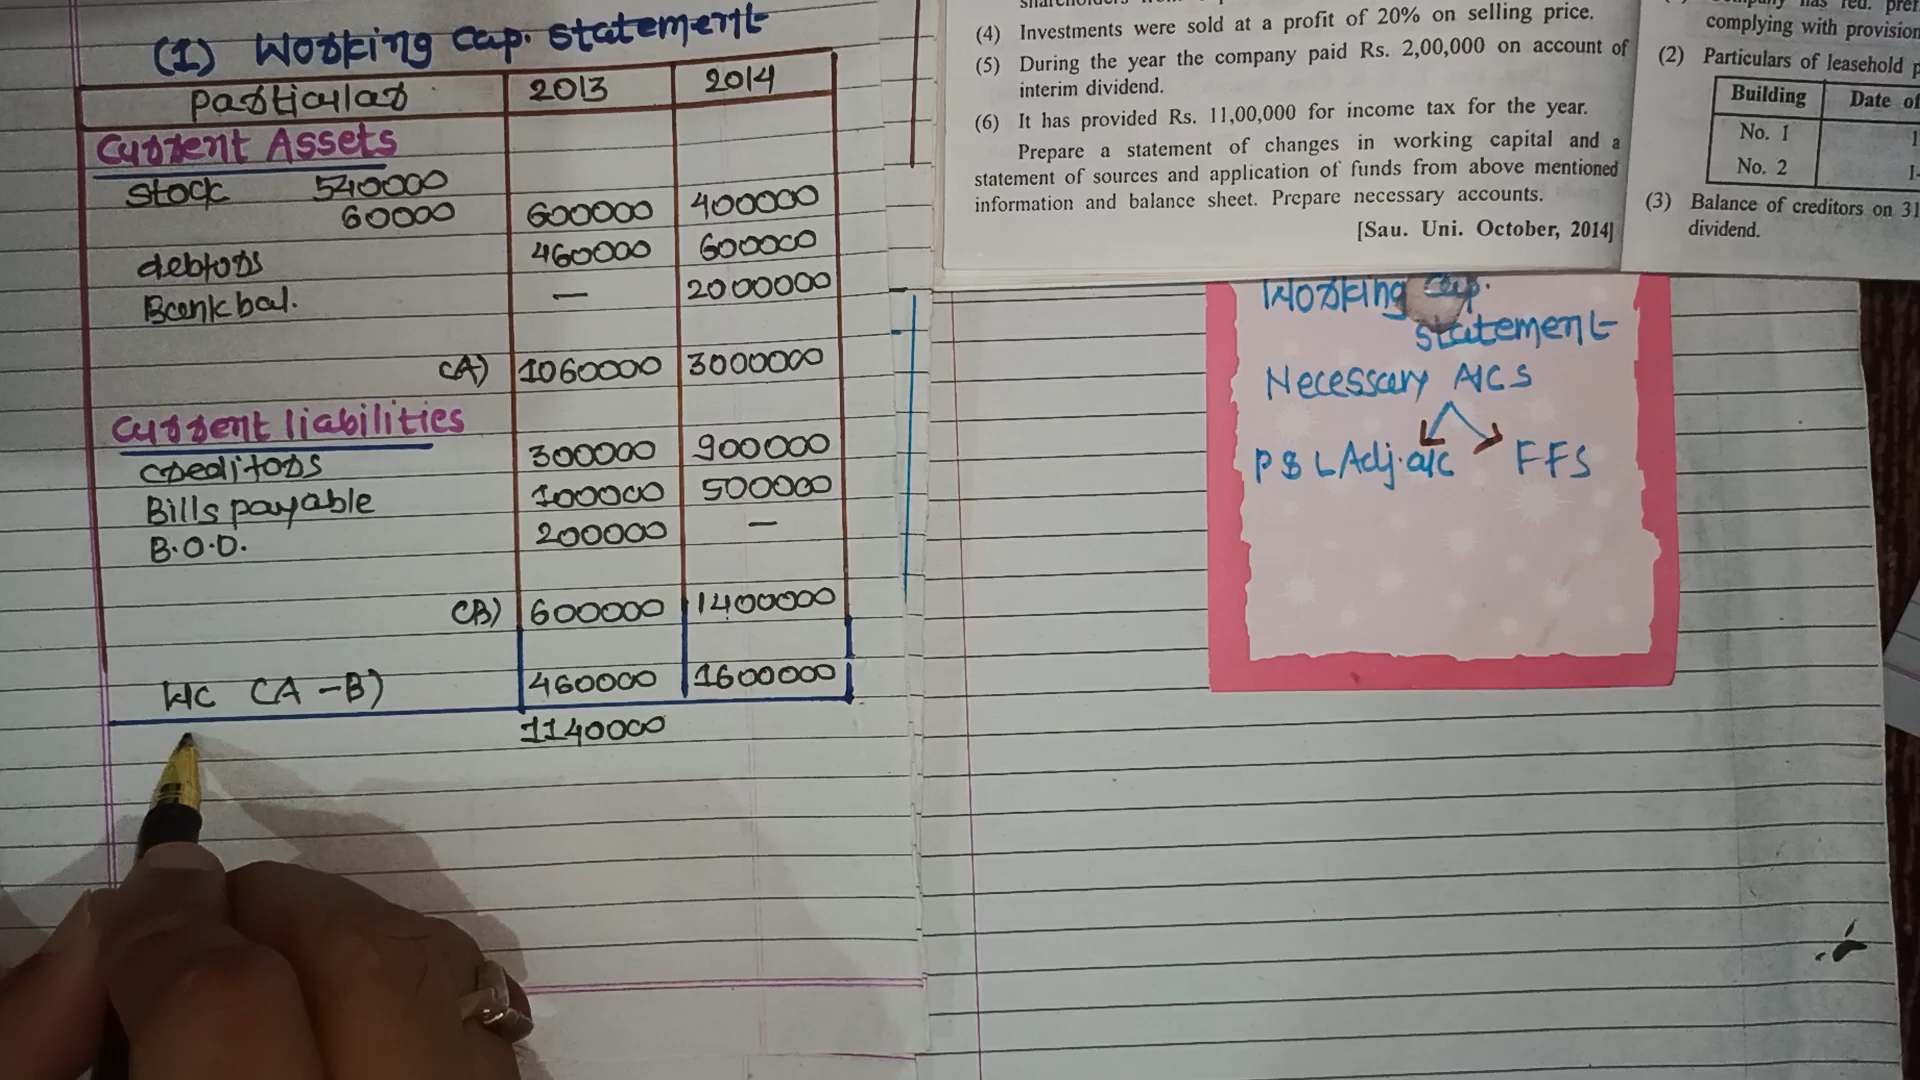 (1) Working cap. statement
Particular 2013 2014
Current Assets
stock 540000
60000 600000 400000
debtors 460000 600000
Bank bal. — 2000000
(A) 1060000 3000000
Current liabilities
creditors 300000 900000
Bills payable 100000 500000
B.O.D. 200000 —
(B) 600000 1400000
W/C (A-B) 460000 1600000
1140000
(4) Investments were sold at a profit of 20% on selling price.
(5) During the year the company paid Rs. 2,00,000 on account of
interim dividend.
(6) It has provided Rs. 11,00,000 for income tax for the year.
Prepare a statement of changes in working capital and a
statement of sources and application of funds from above mentioned
information and balance sheet. Prepare necessary accounts.
[Sau. Uni. October, 2014]
complying with provision
(2) Particulars of leasehold p
Building Date of
No. 1 1
No. 2 1-
(3) Balance of creditors on 31
dividend.
Working cap.
statement
Necessary A/CS
P & L Adj. a/c FFS